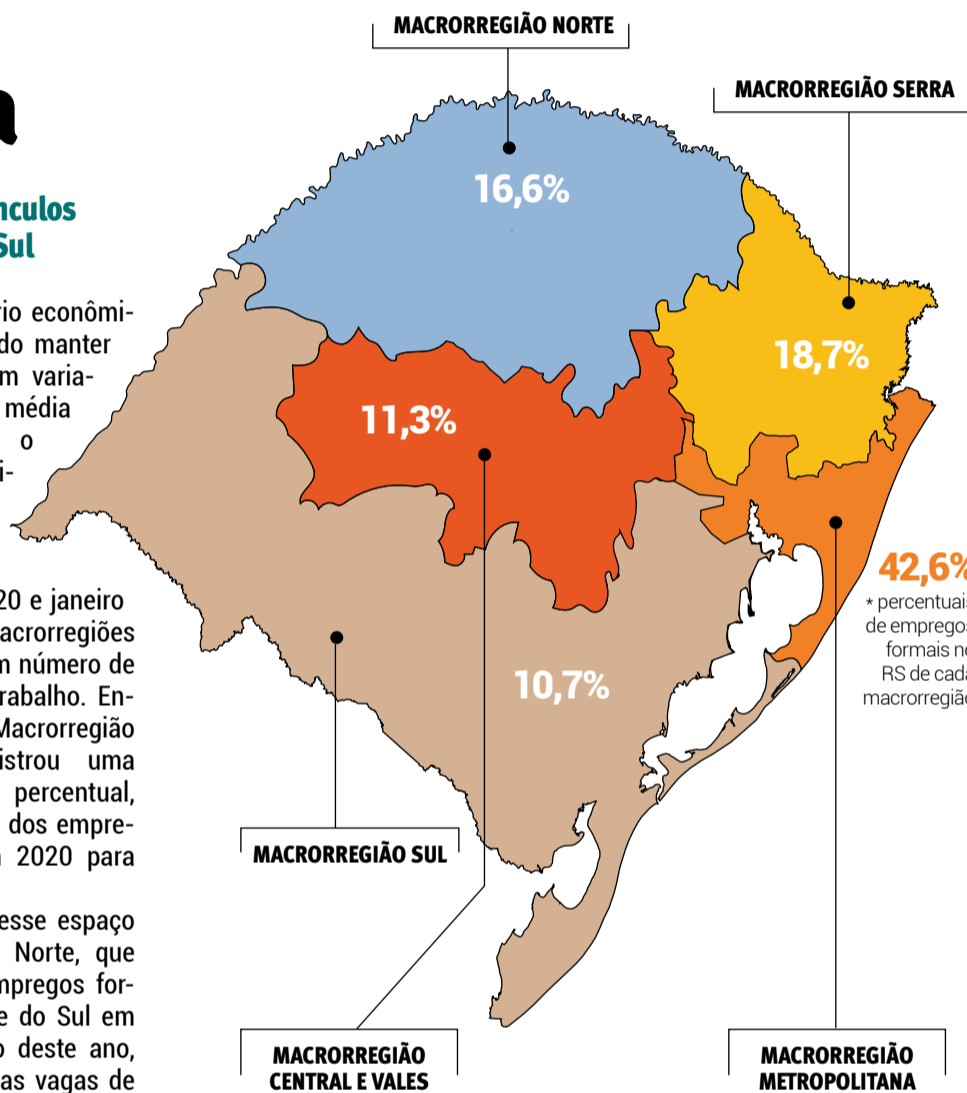 a
nculos
Sul
rio econômi-
do manter
m varia-
média
o
i-
20 e janeiro
acrorregiões
m número de
rabalho. En-
Macrorregião
istrou uma
percentual,
dos empre-
2020 para
esse espaço
Norte, que
mpregos for-
e do Sul em
o deste ano,
as vagas de
MACRORREGIÃO NORTE
MACRORREGIÃO SERRA
16,6%
18,7%
11,3%
42,6%
* percentuais
de empregos
formais no
RS de cada
macrorregião
10,7%
MACRORREGIÃO SUL
MACRORREGIÃO
CENTRAL E VALES
MACRORREGIÃO
METROPOLITANA